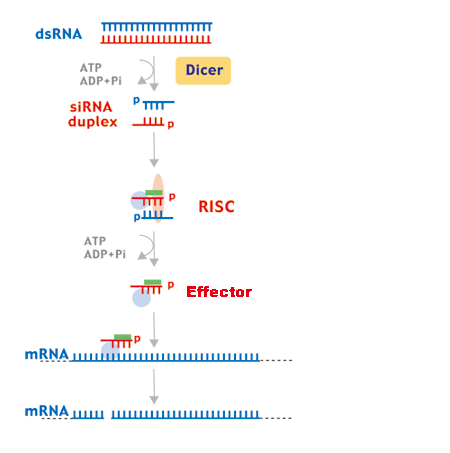 dsRNA
ATP
ADP+Pi
Dicer
p
siRNA
duplex
p
p
RISC
p
ATP
ADP+Pi
p
Effector
p
mRNA
mRNA